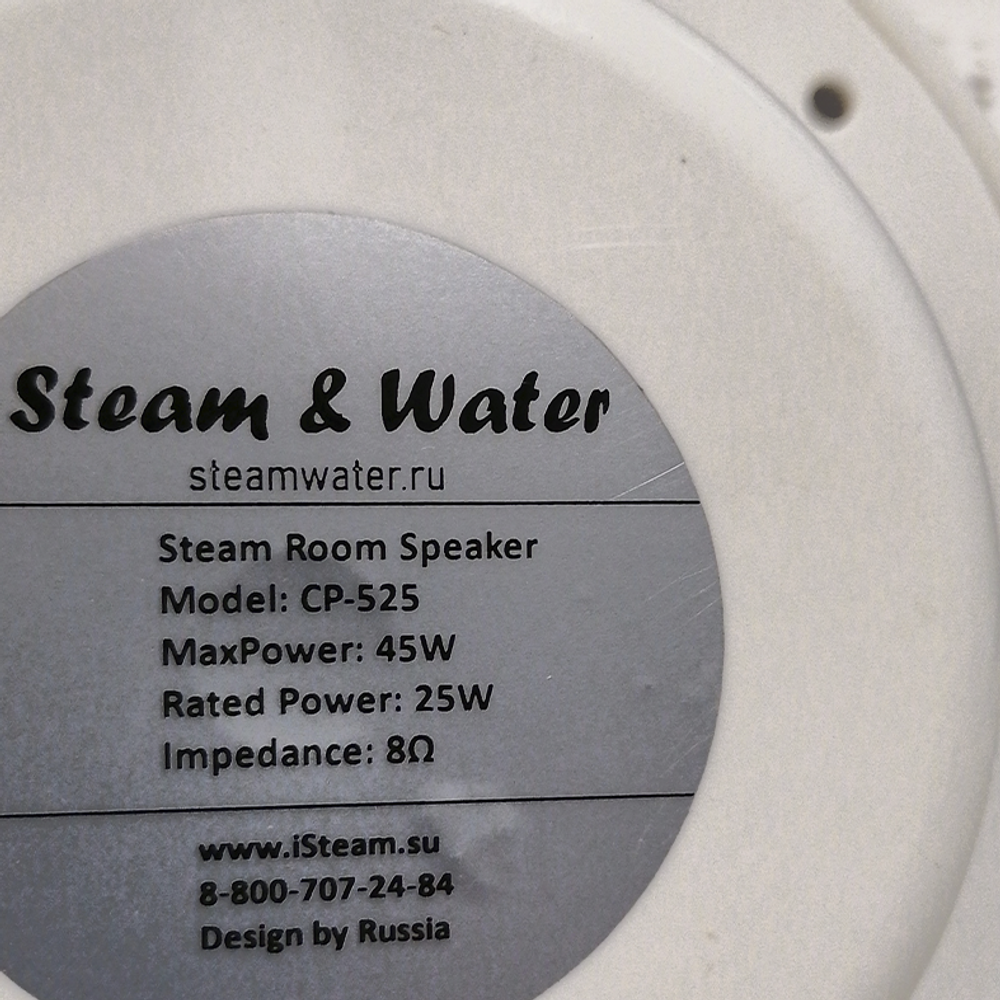 Steam & Water
steamwater.ru
Steam Room Speaker
Model: CP-525
MaxPower: 45W
Rated Power: 25W
Impedance: 8Ω
www.iSteam.su
8-800-707-24-84
Design by Russia